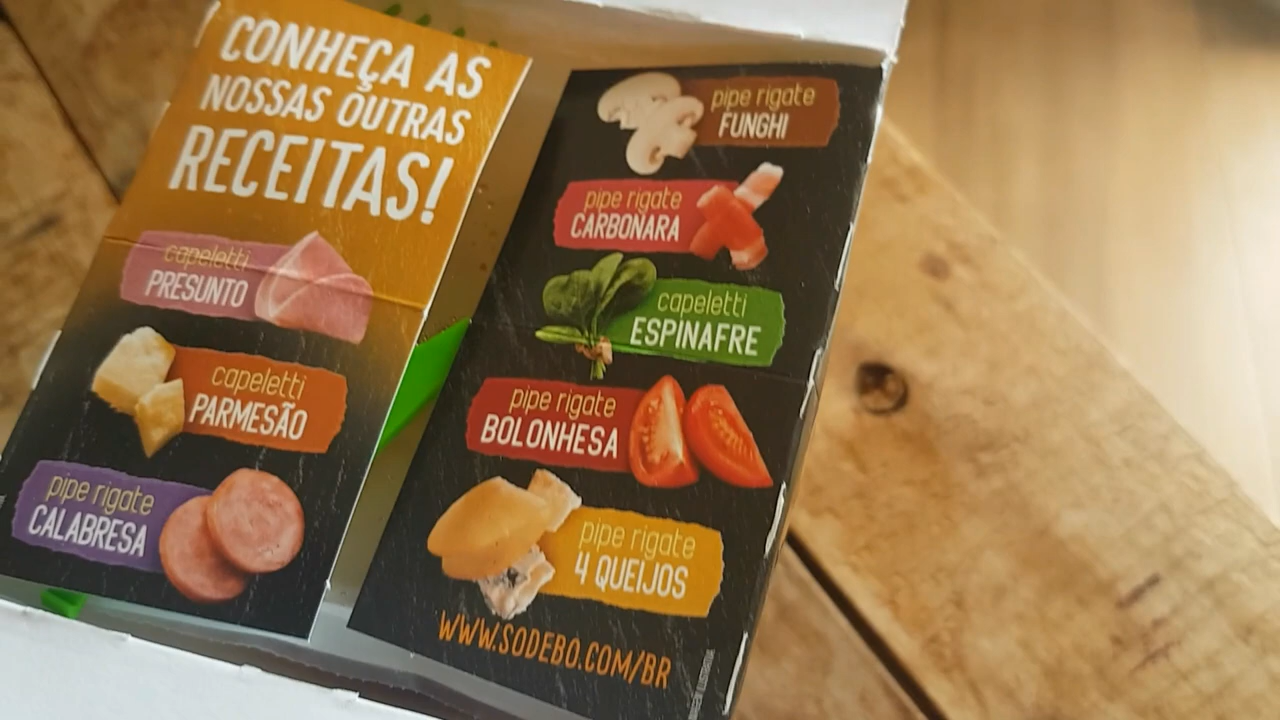 CONHEÇA AS
NOSSAS OUTRAS
RECEITAS!
capeletti
PRESUNTO
capeletti
PARMESÃO
pipe rigate
CALABRESA
pipe rigate
FUNGHI
pipe rigate
CARBONARA
capeletti
ESPINAFRE
pipe rigate
BOLONHESA
pipe rigate
4 QUEIJOS
WWW.SODEBO.COM/BR